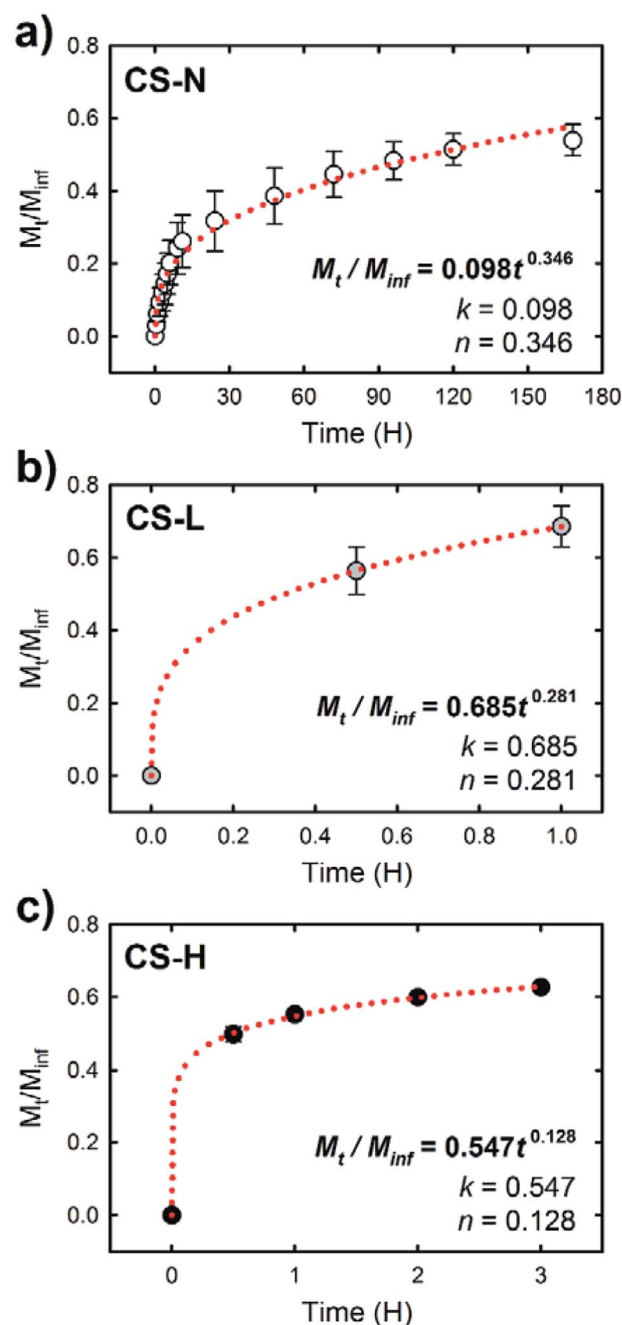 a)
CS-N
M_t/M_inf
0.8
0.6
0.4
0.2
0.0
M_t / M_inf = 0.098t^0.346
k = 0.098
n = 0.346
0 30 60 90 120 150 180
Time (H)
b)
CS-L
M_t/M_inf
0.8
0.6
0.4
0.2
0.0
M_t / M_inf = 0.685t^0.281
k = 0.685
n = 0.281
0.0 0.2 0.4 0.6 0.8 1.0
Time (H)
c)
CS-H
M_t/M_inf
0.8
0.6
0.4
0.2
0.0
M_t / M_inf = 0.547t^0.128
k = 0.547
n = 0.128
0 1 2 3
Time (H)